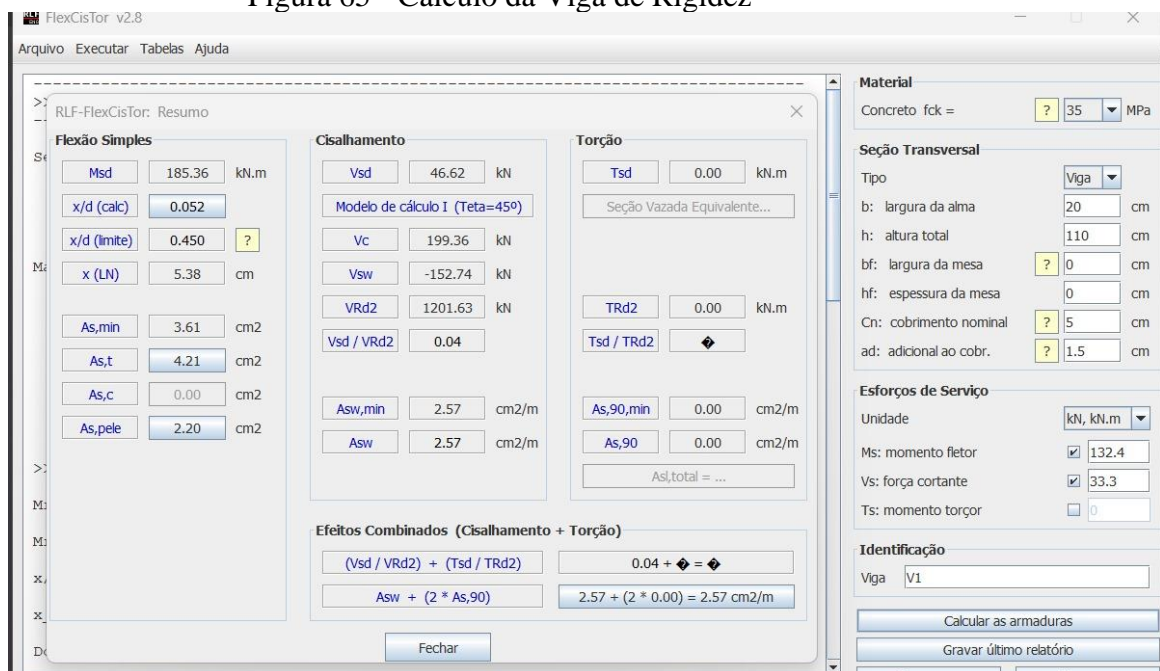 Figura 65 - Cálculo da Viga de Rigidez
FlexCisTor v2.8
Arquivo Executar Tabelas Ajuda
RLF-FlexCisTor: Resumo
Flexão Simples
Msd 185.36 kN.m
x/d (calc) 0.052
x/d (limite) 0.450 ?
x (LN) 5.38 cm
As,min 3.61 cm2
As,t 4.21 cm2
As,c 0.00 cm2
As,pele 2.20 cm2
Cisalhamento
Vsd 46.62 kN
Modelo de cálculo I (Teta=45º)
Vc 199.36 kN
Vsw -152.74 kN
VRd2 1201.63 kN
Vsd / VRd2 0.04
Asw,min 2.57 cm2/m
Asw 2.57 cm2/m
Torção
Tsd 0.00 kN.m
Seção Vazada Equivalente...
TRd2 0.00 kN.m
Tsd / TRd2 �
As,90,min 0.00 cm2/m
As,90 0.00 cm2/m
Asl,total = ...
Efeitos Combinados (Cisalhamento + Torção)
(Vsd / VRd2) + (Tsd / TRd2) 0.04 + � = �
Asw + (2 * As,90) 2.57 + (2 * 0.00) = 2.57 cm2/m
Fechar
Material
Concreto fck = ? 35 MPa
Seção Transversal
Tipo Viga
b: largura da alma 20 cm
h: altura total 110 cm
bf: largura da mesa ? 0 cm
hf: espessura da mesa 0 cm
Cn: cobrimento nominal ? 5 cm
ad: adicional ao cobr. ? 1.5 cm
Esforços de Serviço
Unidade kN, kN.m
Ms: momento fletor 132.4
Vs: força cortante 33.3
Ts: momento torçor 0
Identificação
Viga V1
Calcular as armaduras
Gravar último relatório